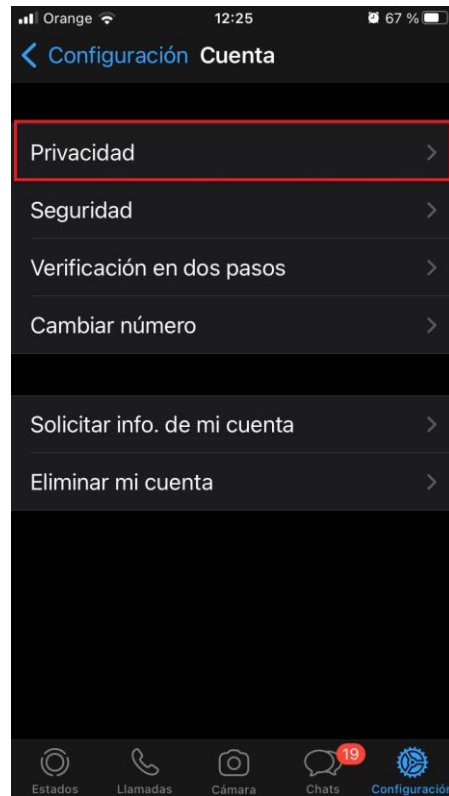 Orange 12:25 67 %
Configuración Cuenta
Privacidad
Seguridad
Verificación en dos pasos
Cambiar número
Solicitar info. de mi cuenta
Eliminar mi cuenta
19
Estados Llamadas Cámara Chats Configuración